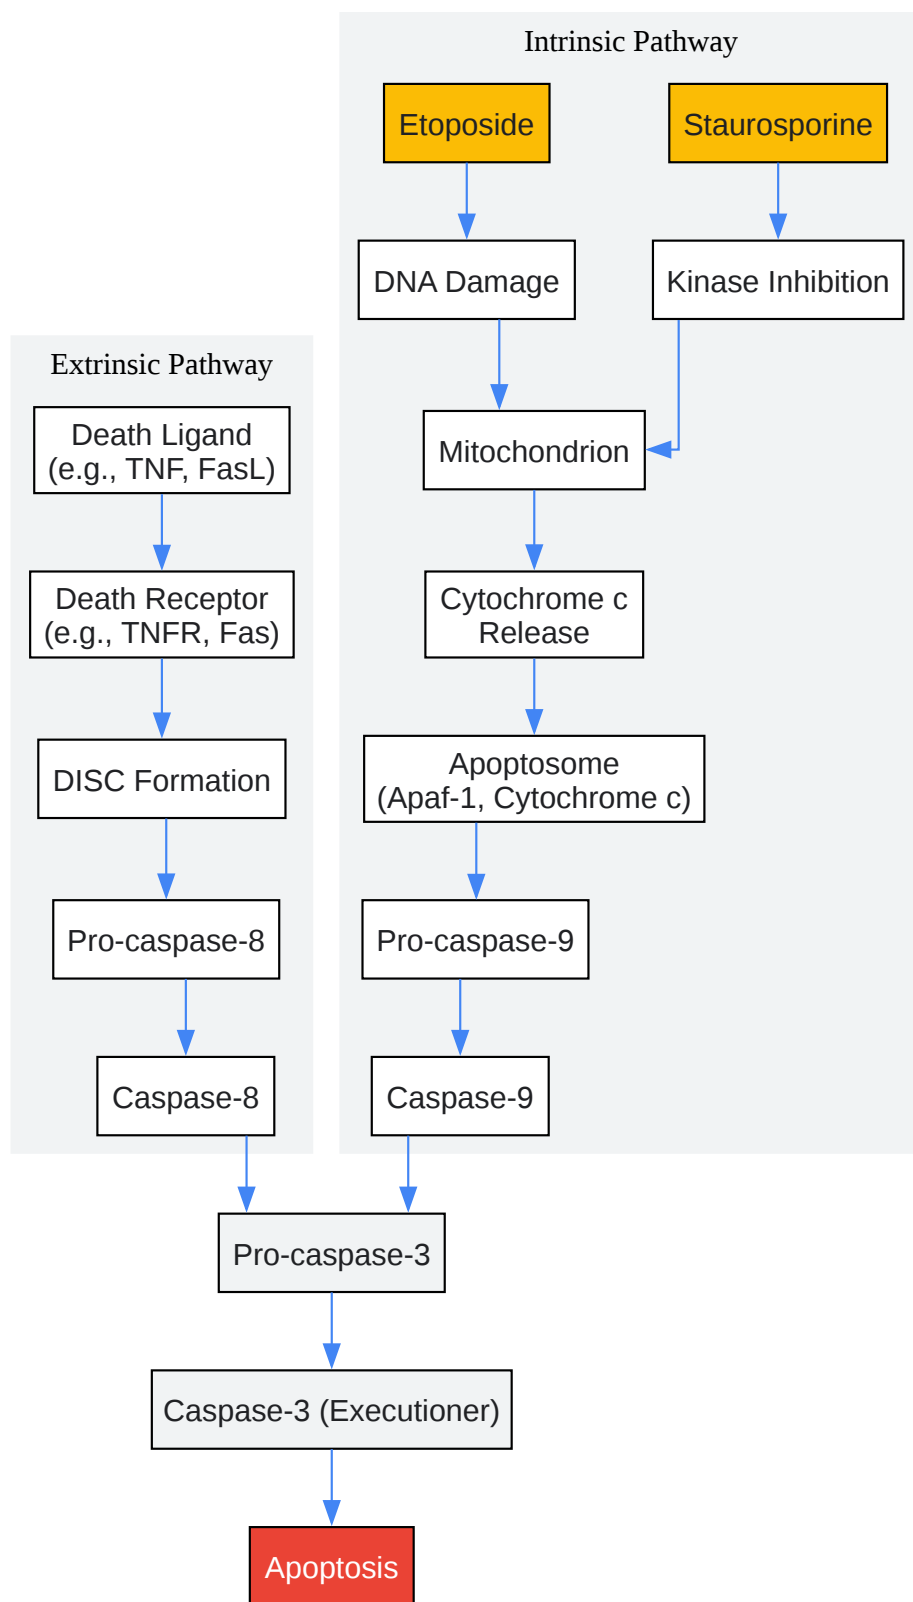 Intrinsic Pathway
Etoposide
Staurosporine
DNA Damage
Kinase Inhibition
Extrinsic Pathway
Death Ligand
(e.g., TNF, FasL)
Mitochondrion
Death Receptor
(e.g., TNFR, Fas)
Cytochrome c
Release
DISC Formation
Apoptosome
(Apaf-1, Cytochrome c)
Pro-caspase-8
Pro-caspase-9
Caspase-8
Caspase-9
Pro-caspase-3
Caspase-3 (Executioner)
Apoptosis